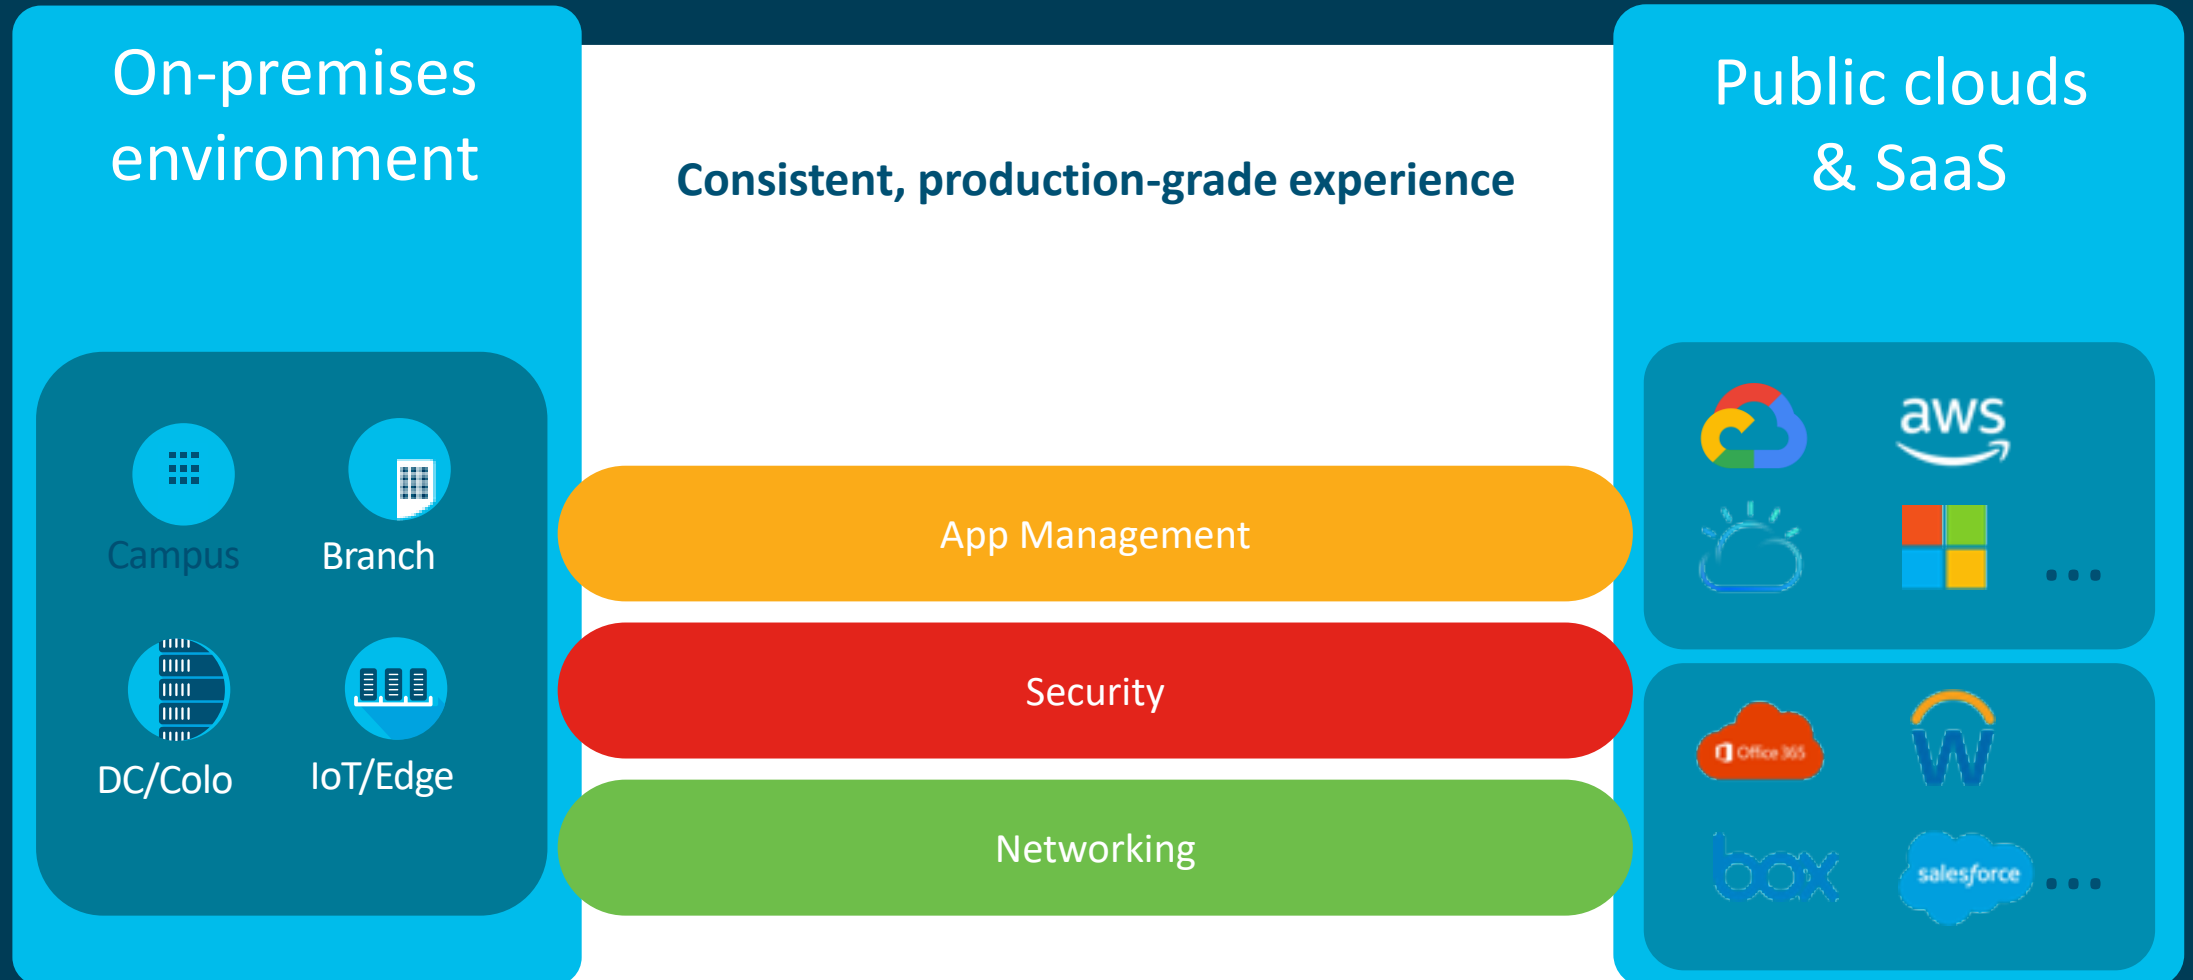 On-premises
environment
Consistent, production-grade experience
Public clouds
& SaaS
Campus
Branch
DC/Colo
IoT/Edge
App Management
Security
Networking
aws
...
Office 365
W
box
salesforce
...